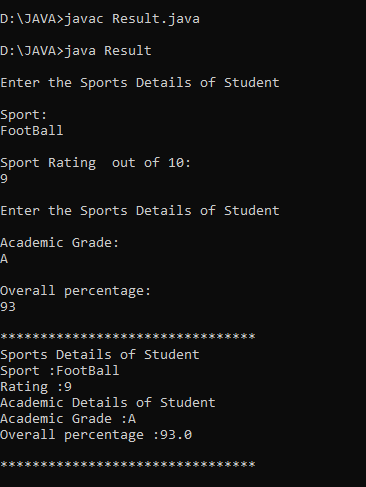 D:\JAVA>javac Result.java
D:\JAVA>java Result
Enter the Sports Details of Student
Sport:
FootBall
Sport Rating  out of 10:
9
Enter the Sports Details of Student
Academic Grade:
A
Overall percentage:
93
********************************
Sports Details of Student
Sport :FootBall
Rating :9
Academic Details of Student
Academic Grade :A
Overall percentage :93.0
********************************